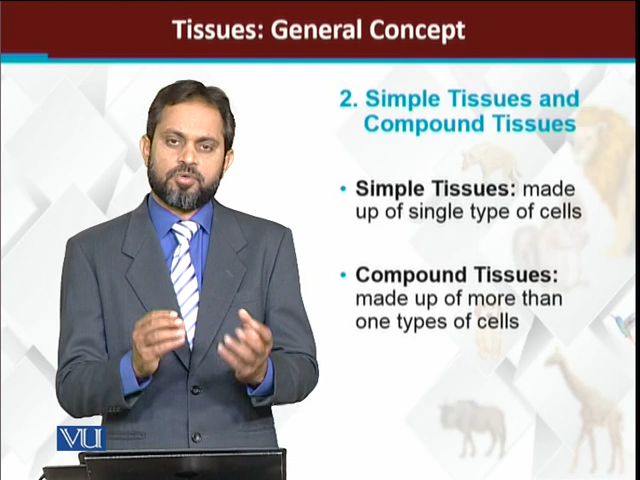 Tissues: General Concept
2. Simple Tissues and
Compound Tissues
• Simple Tissues: made
up of single type of cells
• Compound Tissues:
made up of more than
one types of cells
VU